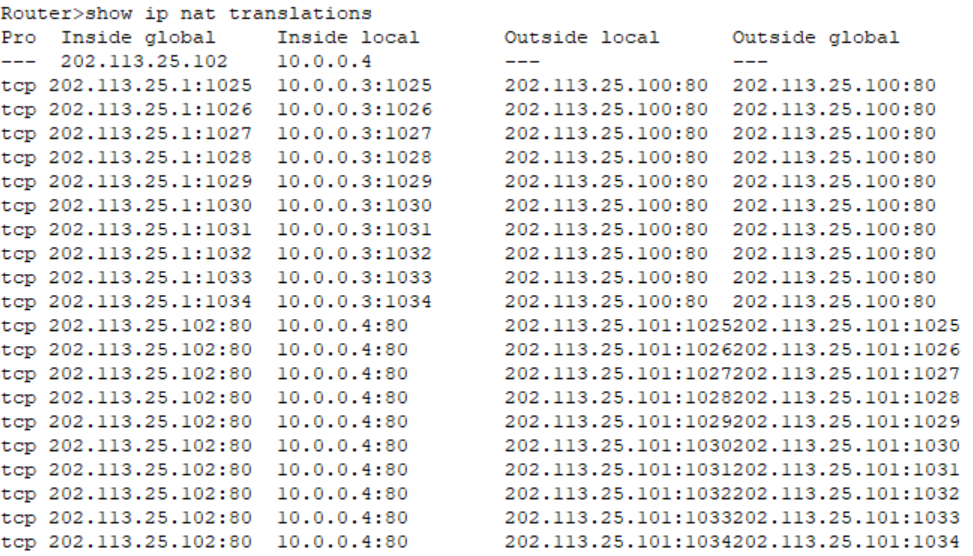 Router>show ip nat translations
Pro  Inside global     Inside local       Outside local      Outside global
---  202.113.25.102    10.0.0.4           ---                ---
tcp 202.113.25.1:1025  10.0.0.3:1025      202.113.25.100:80  202.113.25.100:80
tcp 202.113.25.1:1026  10.0.0.3:1026      202.113.25.100:80  202.113.25.100:80
tcp 202.113.25.1:1027  10.0.0.3:1027      202.113.25.100:80  202.113.25.100:80
tcp 202.113.25.1:1028  10.0.0.3:1028      202.113.25.100:80  202.113.25.100:80
tcp 202.113.25.1:1029  10.0.0.3:1029      202.113.25.100:80  202.113.25.100:80
tcp 202.113.25.1:1030  10.0.0.3:1030      202.113.25.100:80  202.113.25.100:80
tcp 202.113.25.1:1031  10.0.0.3:1031      202.113.25.100:80  202.113.25.100:80
tcp 202.113.25.1:1032  10.0.0.3:1032      202.113.25.100:80  202.113.25.100:80
tcp 202.113.25.1:1033  10.0.0.3:1033      202.113.25.100:80  202.113.25.100:80
tcp 202.113.25.1:1034  10.0.0.3:1034      202.113.25.100:80  202.113.25.100:80
tcp 202.113.25.102:80  10.0.0.4:80        202.113.25.101:1025202.113.25.101:1025
tcp 202.113.25.102:80  10.0.0.4:80        202.113.25.101:1026202.113.25.101:1026
tcp 202.113.25.102:80  10.0.0.4:80        202.113.25.101:1027202.113.25.101:1027
tcp 202.113.25.102:80  10.0.0.4:80        202.113.25.101:1028202.113.25.101:1028
tcp 202.113.25.102:80  10.0.0.4:80        202.113.25.101:1029202.113.25.101:1029
tcp 202.113.25.102:80  10.0.0.4:80        202.113.25.101:1030202.113.25.101:1030
tcp 202.113.25.102:80  10.0.0.4:80        202.113.25.101:1031202.113.25.101:1031
tcp 202.113.25.102:80  10.0.0.4:80        202.113.25.101:1032202.113.25.101:1032
tcp 202.113.25.102:80  10.0.0.4:80        202.113.25.101:1033202.113.25.101:1033
tcp 202.113.25.102:80  10.0.0.4:80        202.113.25.101:1034202.113.25.101:1034